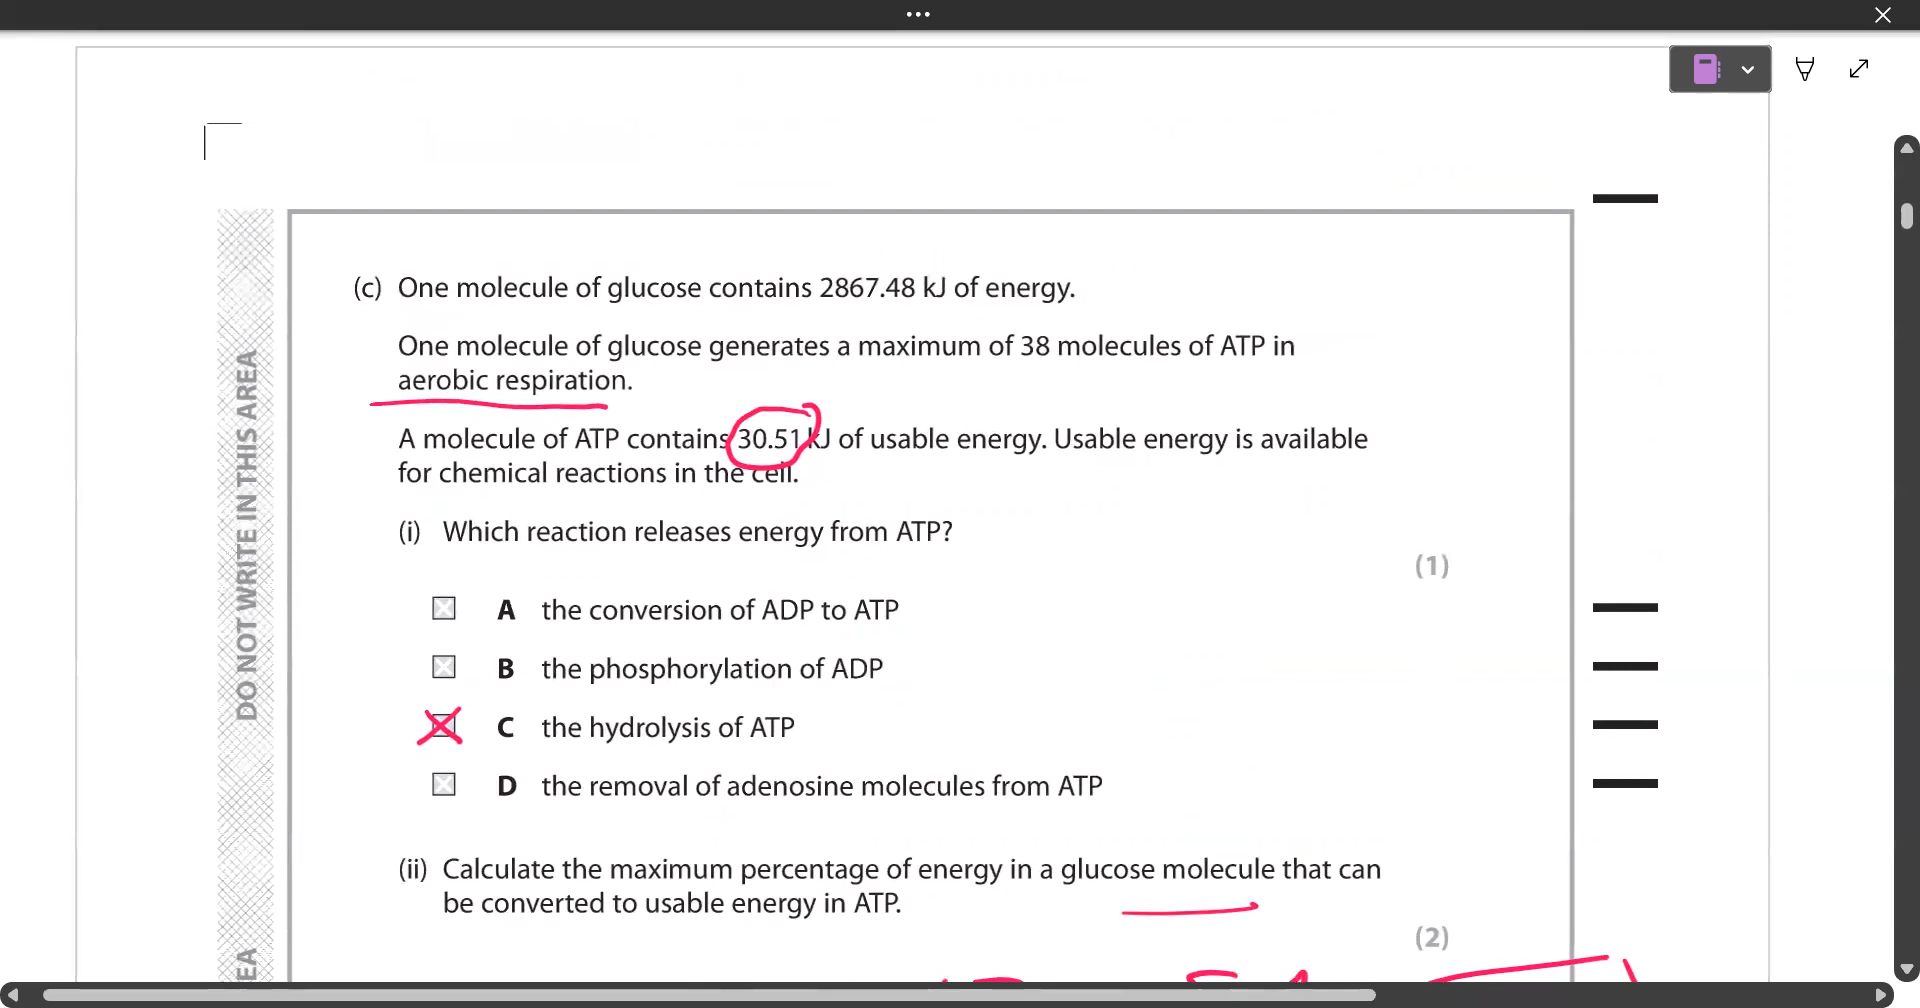 (c) One molecule of glucose contains 2867.48 kJ of energy.
One molecule of glucose generates a maximum of 38 molecules of ATP in
aerobic respiration.
A molecule of ATP contains 30.51 kJ of usable energy. Usable energy is available
for chemical reactions in the cell.
(i) Which reaction releases energy from ATP?
(1)
A the conversion of ADP to ATP
B the phosphorylation of ADP
C the hydrolysis of ATP
D the removal of adenosine molecules from ATP
(ii) Calculate the maximum percentage of energy in a glucose molecule that can
be converted to usable energy in ATP.
(2)
DO NOT WRITE IN THIS AREA
EA